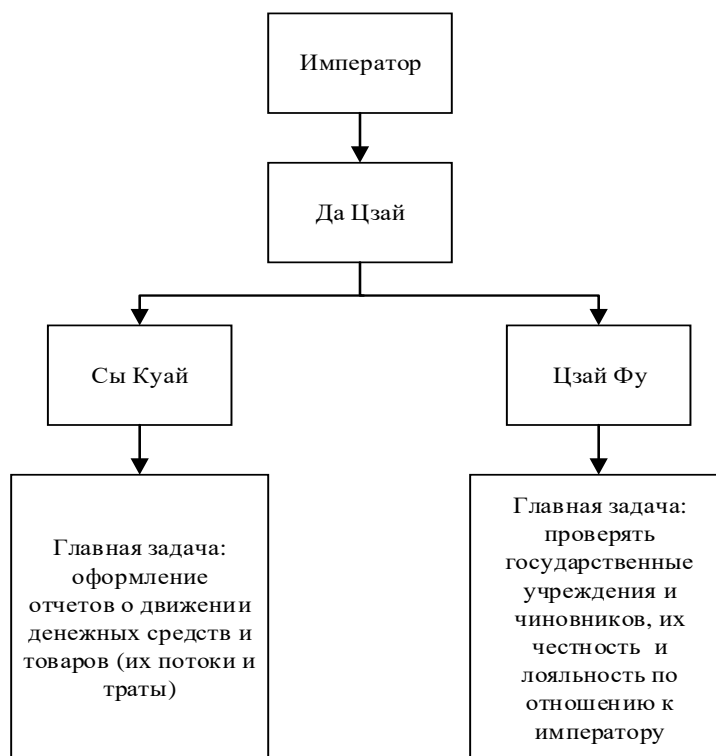 Император
Да Цзай
Сы Куай
Цзай Фу
Главная задача:
оформление
отчетов о движении
денежных средств и
товаров (их потоки и
траты)
Главная задача:
проверять
государственные
учреждения и
чиновников, их
честность и
лояльность по
отношению к
императору